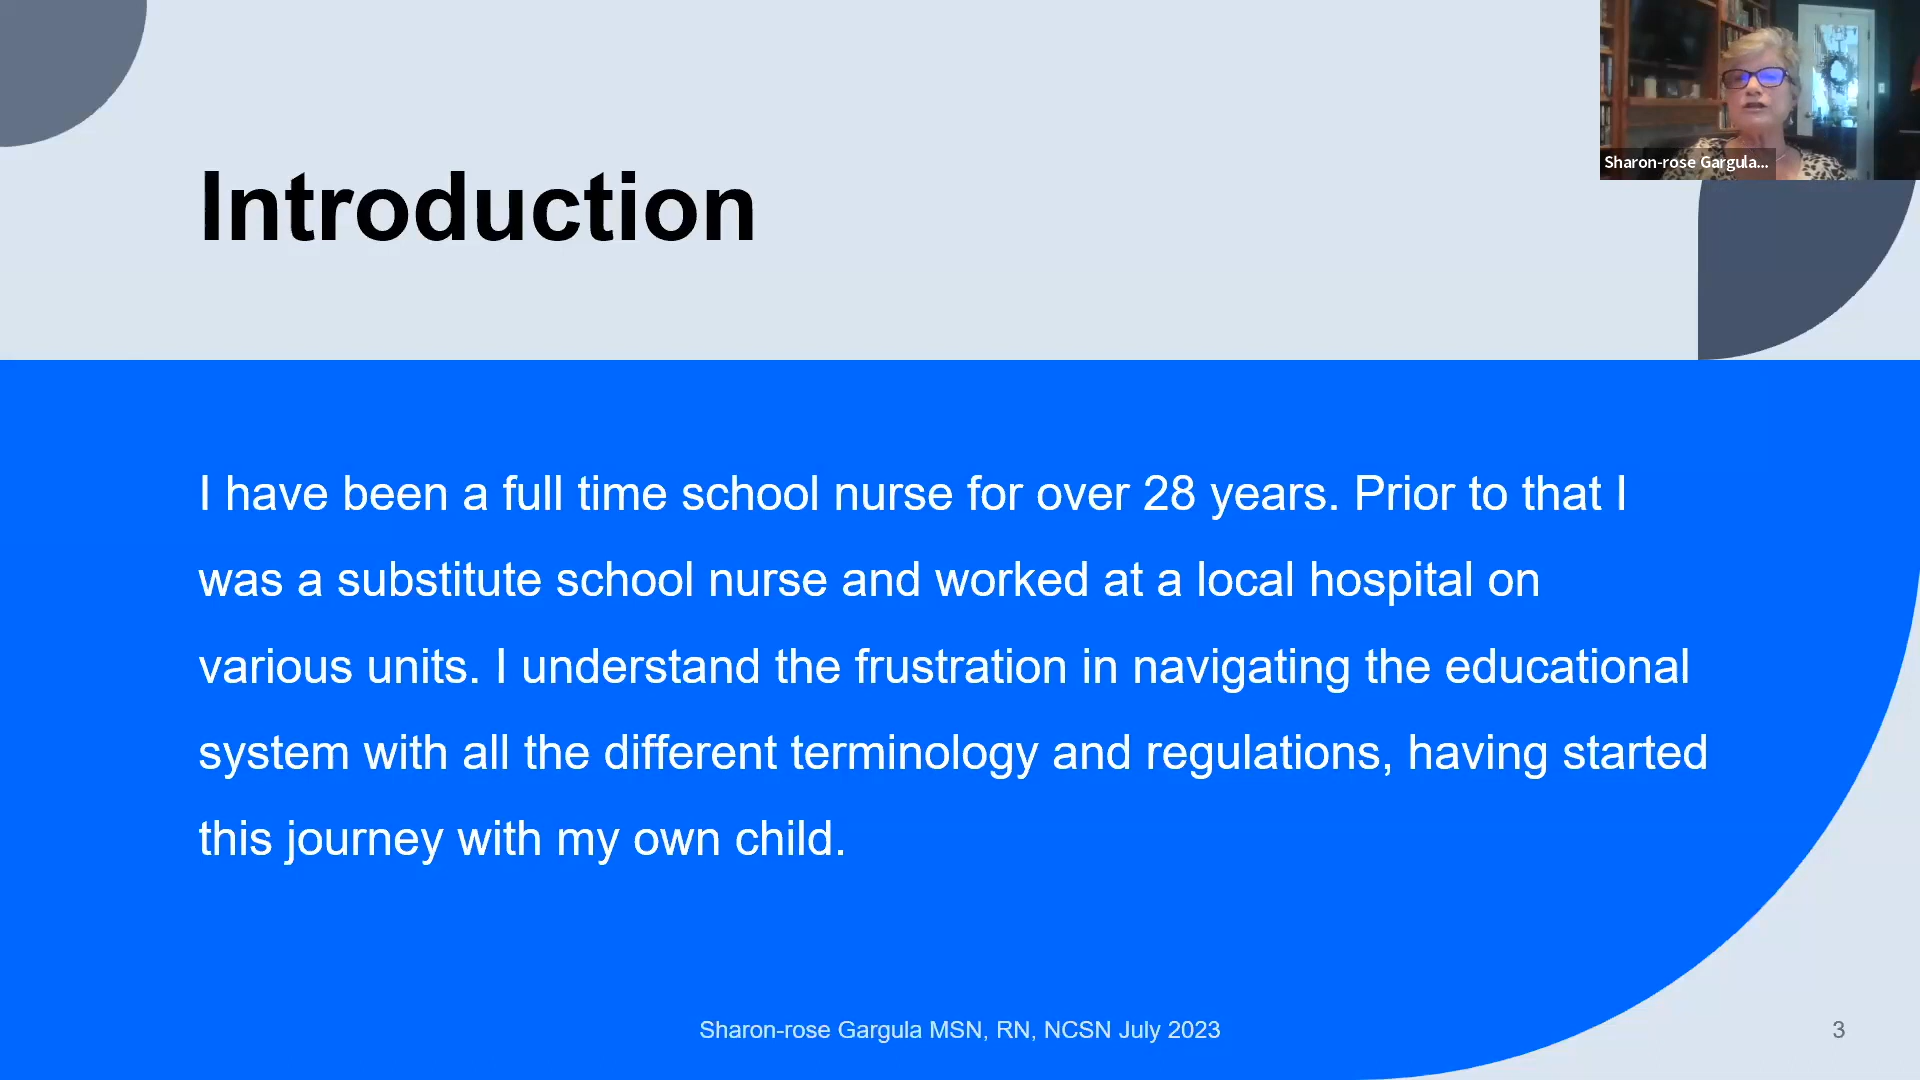 Sharon-rose Gargula...
Introduction
I have been a full time school nurse for over 28 years. Prior to that I
was a substitute school nurse and worked at a local hospital on
various units. I understand the frustration in navigating the educational
system with all the different terminology and regulations, having started
this journey with my own child.
Sharon-rose Gargula MSN, RN, NCSN July 2023
3